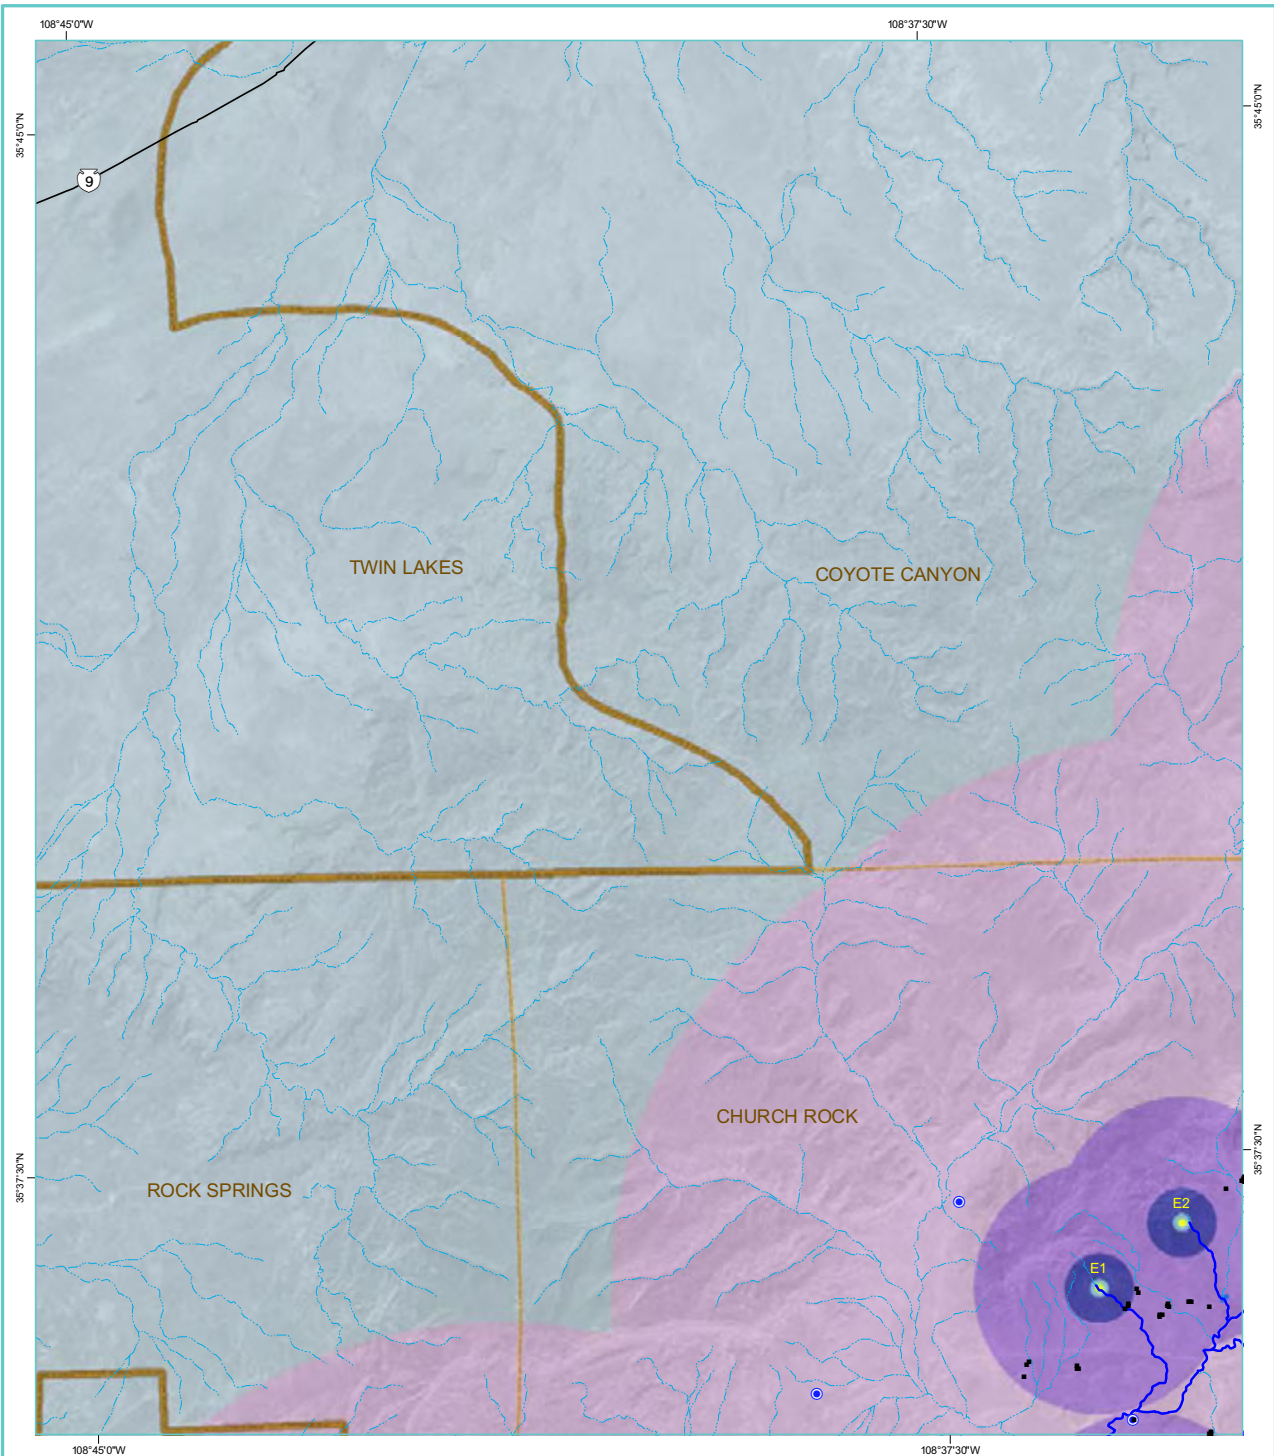 108°45'0"W
108°37'30"W
35°45'0"N
35°45'0"N
9
TWIN LAKES
COYOTE CANYON
CHURCH ROCK
35°37'30"N
35°37'30"N
ROCK SPRINGS
E2
E1
108°45'0"W
108°37'30"W